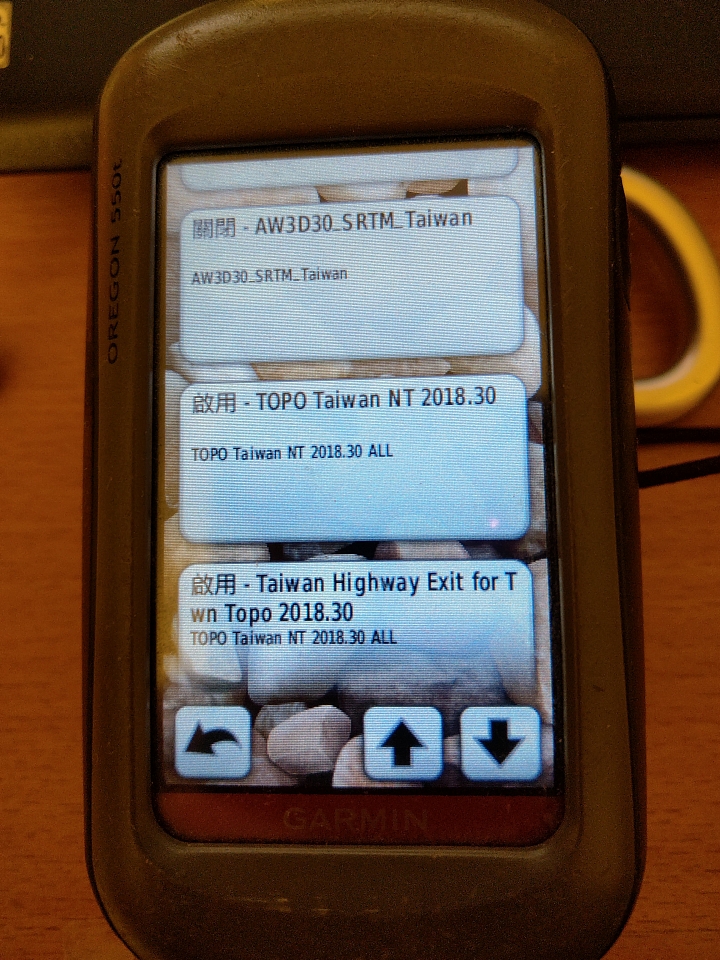 OREGON 550t
關閉 - AW3D30_SRTM_Taiwan
AW3D30_SRTM_Taiwan
啟用 - TOPO Taiwan NT 2018.30
TOPO Taiwan NT 2018.30 ALL
啟用 - Taiwan Highway Exit for T
wn Topo 2018.30
TOPO Taiwan NT 2018.30 ALL
GARMIN